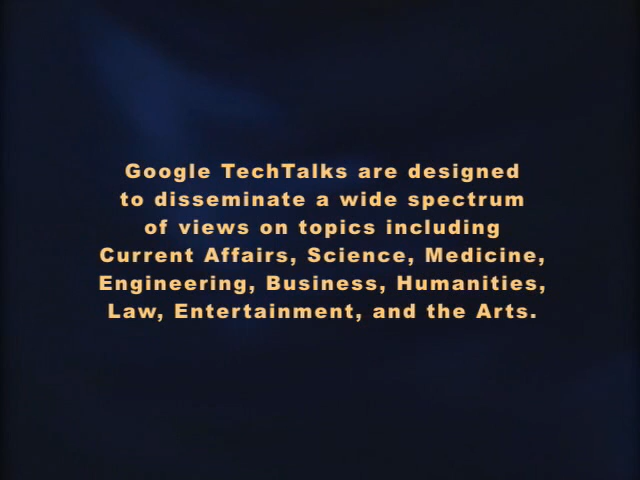 Google TechTalks are designed
to disseminate a wide spectrum
of views on topics including
Current Affairs, Science, Medicine,
Engineering, Business, Humanities,
Law, Entertainment, and the Arts.